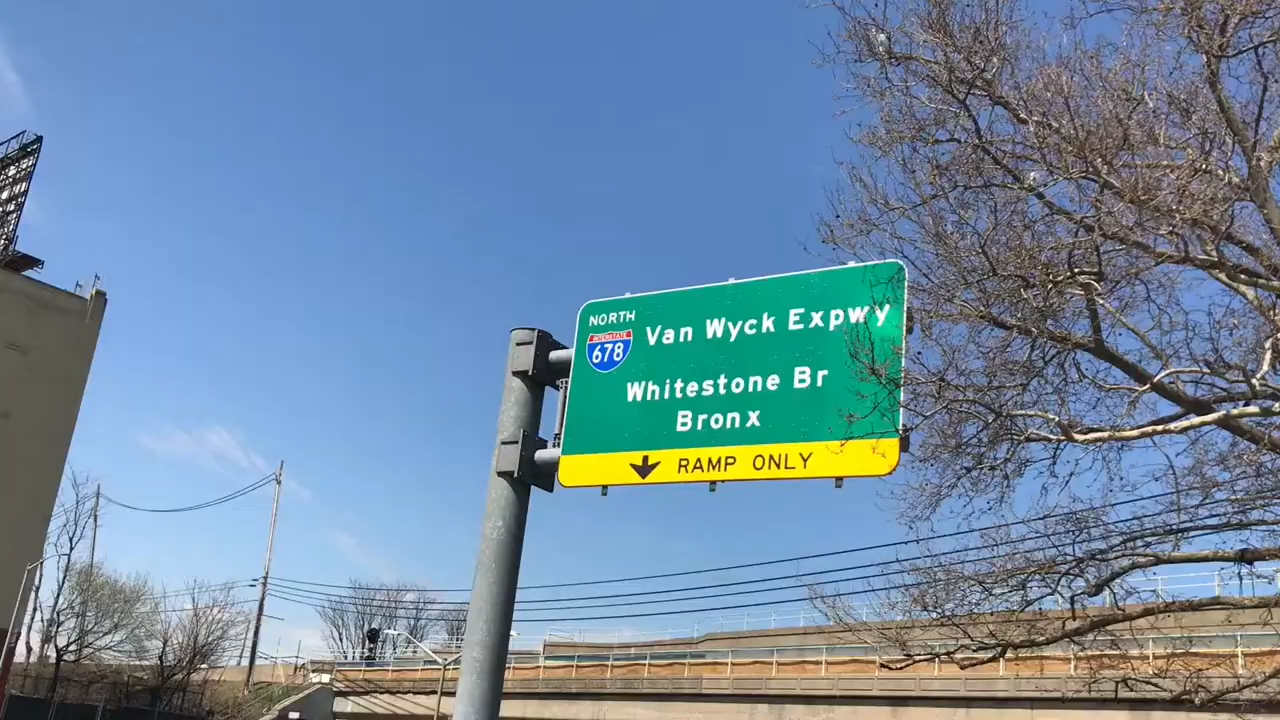 NORTH
INTERSTATE
678
Van Wyck Expwy
Whitestone Br
Bronx
RAMP ONLY